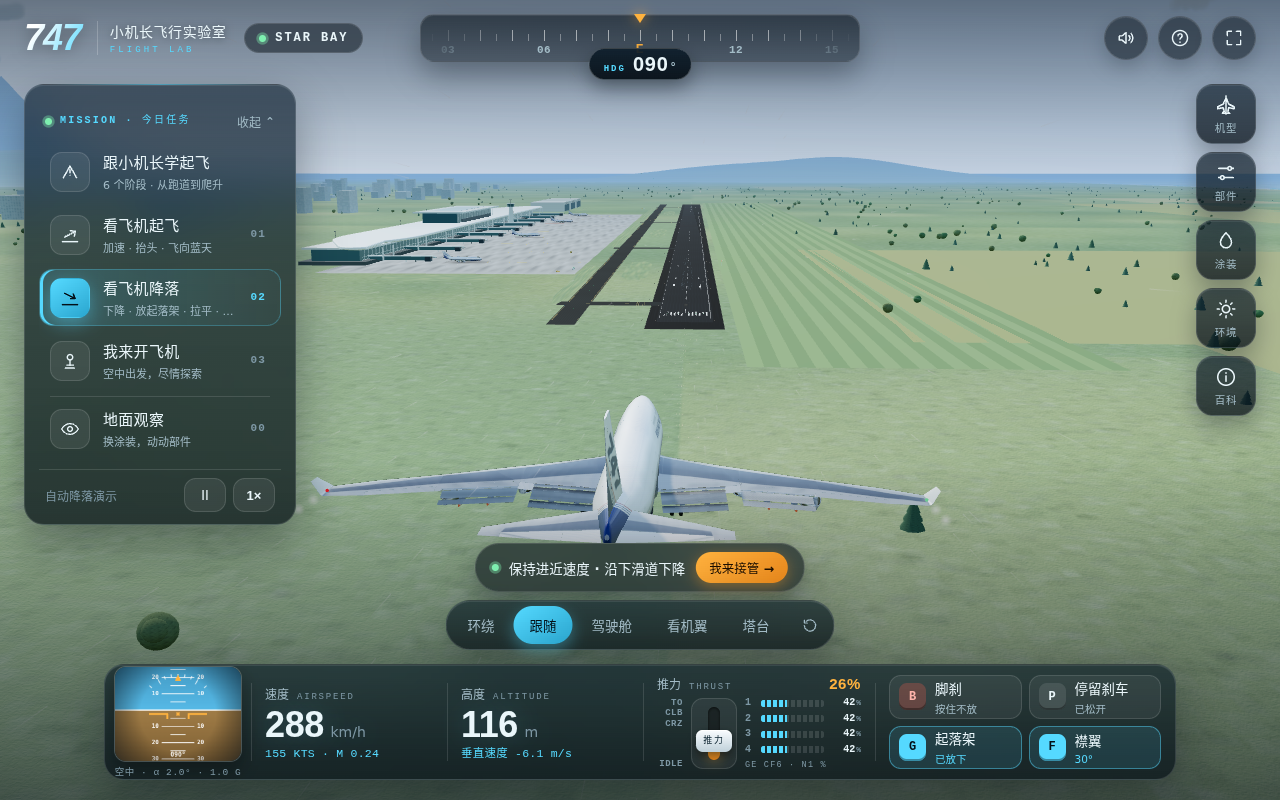 747
小机长飞行实验室
FLIGHT LAB
STAR BAY
03
06
E
12
15
HDG 090°
机型
部件
涂装
环境
百科
MISSION · 今日任务
收起
跟小机长学起飞
6 个阶段 · 从跑道到爬升
看飞机起飞
加速 · 抬头 · 飞向蓝天
01
看飞机降落
下降 · 放起落架 · 拉平 · …
02
我来开飞机
空中出发，尽情探索
03
地面观察
换涂装，动动部件
00
自动降落演示
1×
保持进近速度 · 沿下滑道下降
我来接管 →
环绕
跟随
驾驶舱
看机翼
塔台
20 20
10 10
10 10
20 20
30 090 30
空中 · α 2.0° · 1.0 G
速度 AIRSPEED
288 km/h
155 KTS · M 0.24
高度 ALTITUDE
116 m
垂直速度 -6.1 m/s
推力 THRUST
26%
TO
CLB
CRZ
IDLE
推力
1 42%
2 42%
3 42%
4 42%
GE CF6 · N1 %
B
脚刹
按住不放
P
停留刹车
已松开
G
起落架
已放下
F
襟翼
30°